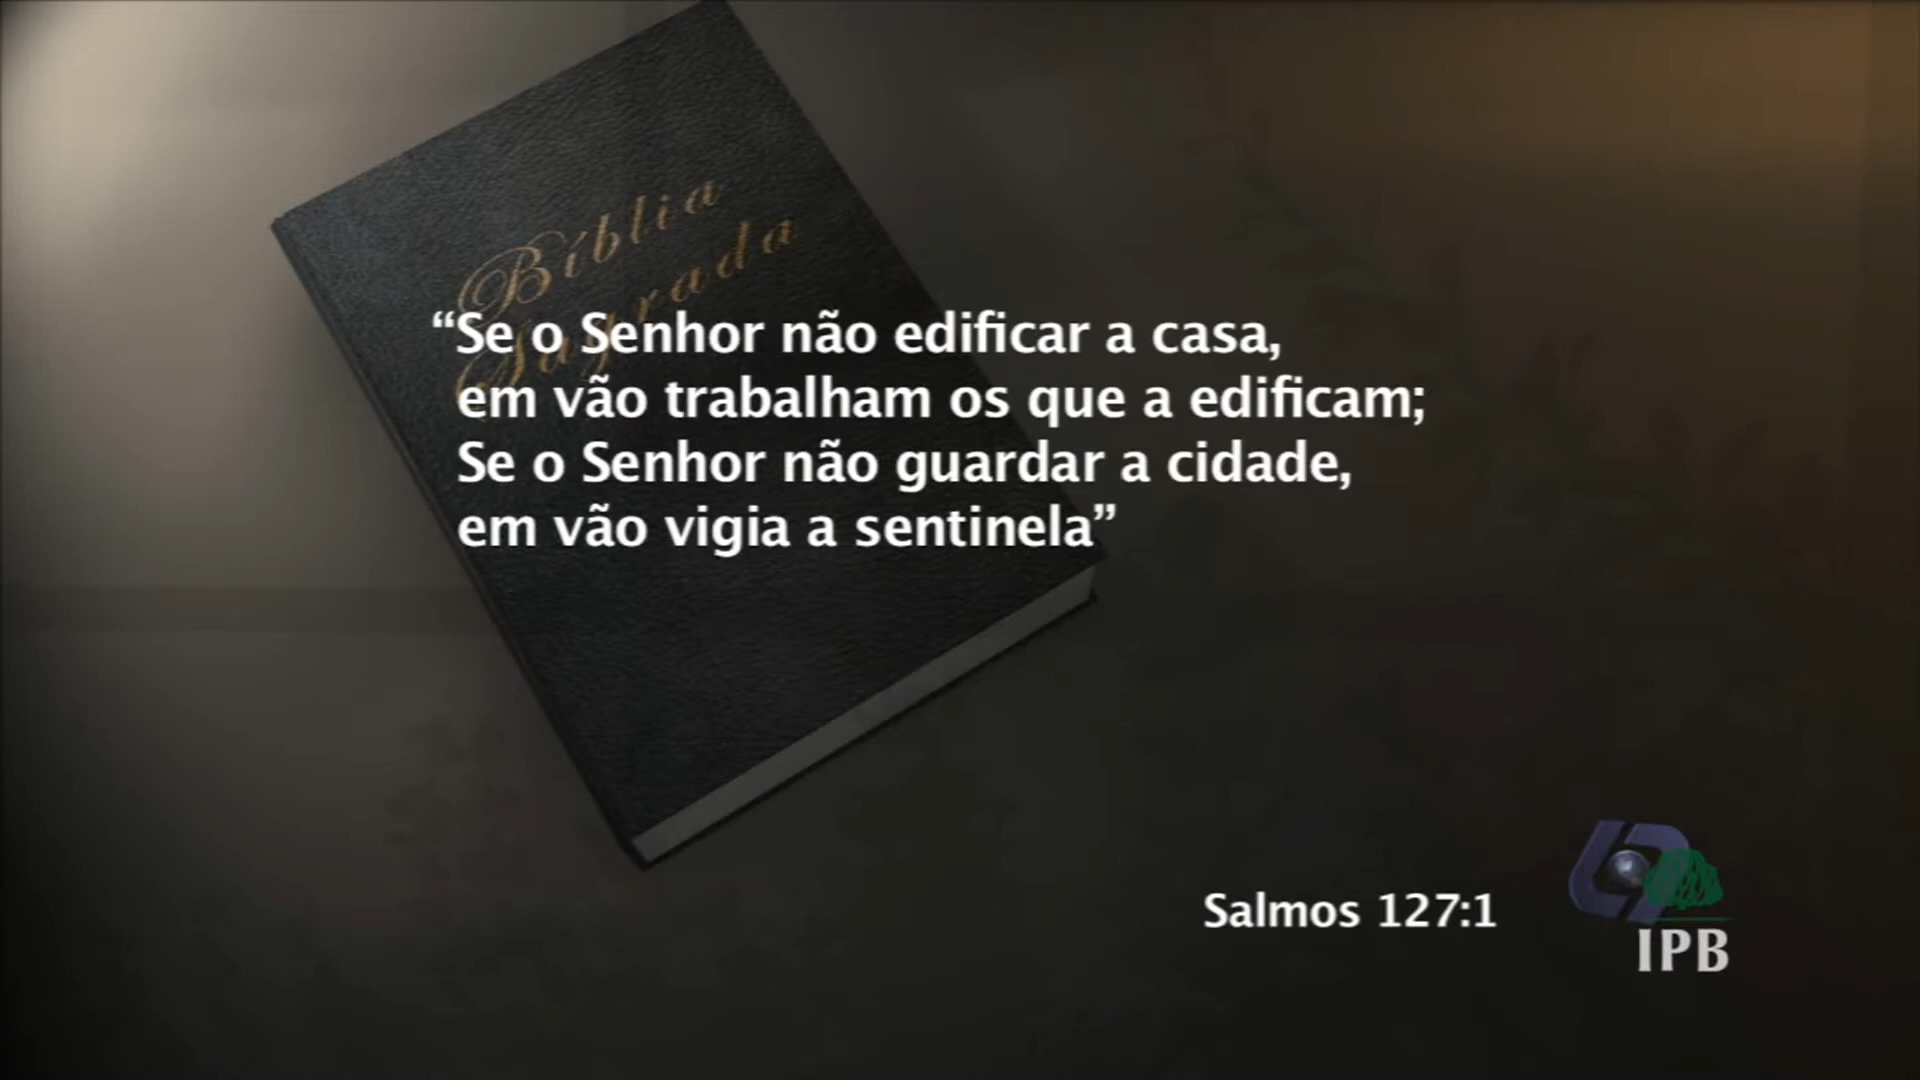 Bíblia
Sagrada
“Se o Senhor não edificar a casa,
em vão trabalham os que a edificam;
Se o Senhor não guardar a cidade,
em vão vigia a sentinela”
Salmos 127:1
IPB